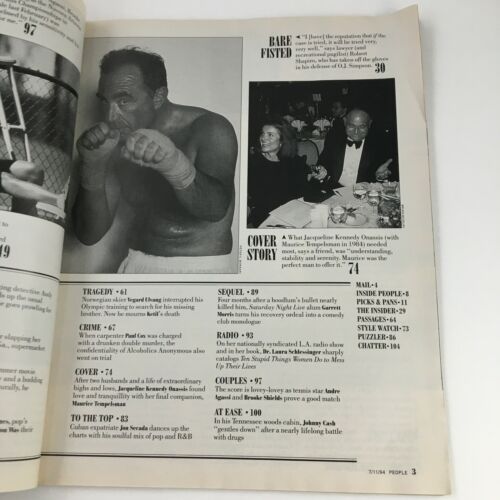 97
49
BARE
FISTED
◄ "I [have] the reputation that if the
case is tried, it will be tried very,
very well," says lawyer (and
recreational pugilist) Robert
Shapiro, who has taken off the gloves
in his defense of O.J. Simpson.
30
COVER
STORY
▲ What Jacqueline Kennedy Onassis (with
Maurice Tempelsman in 1984) needed
most, says a friend, was "understanding,
stability and serenity. Maurice was the
perfect man to offer it."
74
TRAGEDY • 61
Norwegian skier Vegard Ulvang interrupted his
Olympic training to search for his missing
brother. Now he mourns Ketil's death
CRIME • 67
When carpenter Paul Cox was charged with
a drunken double murder, the
confidentiality of Alcoholics Anonymous also
went on trial
COVER • 74
After two husbands and a life of extraordinary
highs and lows, Jacqueline Kennedy Onassis found
love and tranquillity with her final companion,
Maurice Tempelsman
TO THE TOP • 83
Cuban expatriate Jon Secada dances up the
charts with his soulful mix of pop and R&B
SEQUEL • 89
Four months after a hoodlum's bullet nearly
killed him, Saturday Night Live alum Garrett
Morris turns his recovery ordeal into a comedy
club monologue
RADIO • 93
On her nationally syndicated L.A. radio show
and in her book, Dr. Laura Schlessinger sharply
catalogs Ten Stupid Things Women Do to Mess
Up Their Lives
COUPLES • 97
The score is lovey-lovey as tennis star Andre
Agassi and Brooke Shields prove a good match
AT EASE • 100
In his Tennessee woods cabin, Johnny Cash
"gentles down" after a nearly lifelong battle
with drugs
MAIL • 4
INSIDE PEOPLE • 8
PICKS & PANS • 11
THE INSIDER • 29
PASSAGES • 64
STYLE WATCH • 73
PUZZLER • 86
CHATTER • 104
7/11/94 PEOPLE 3